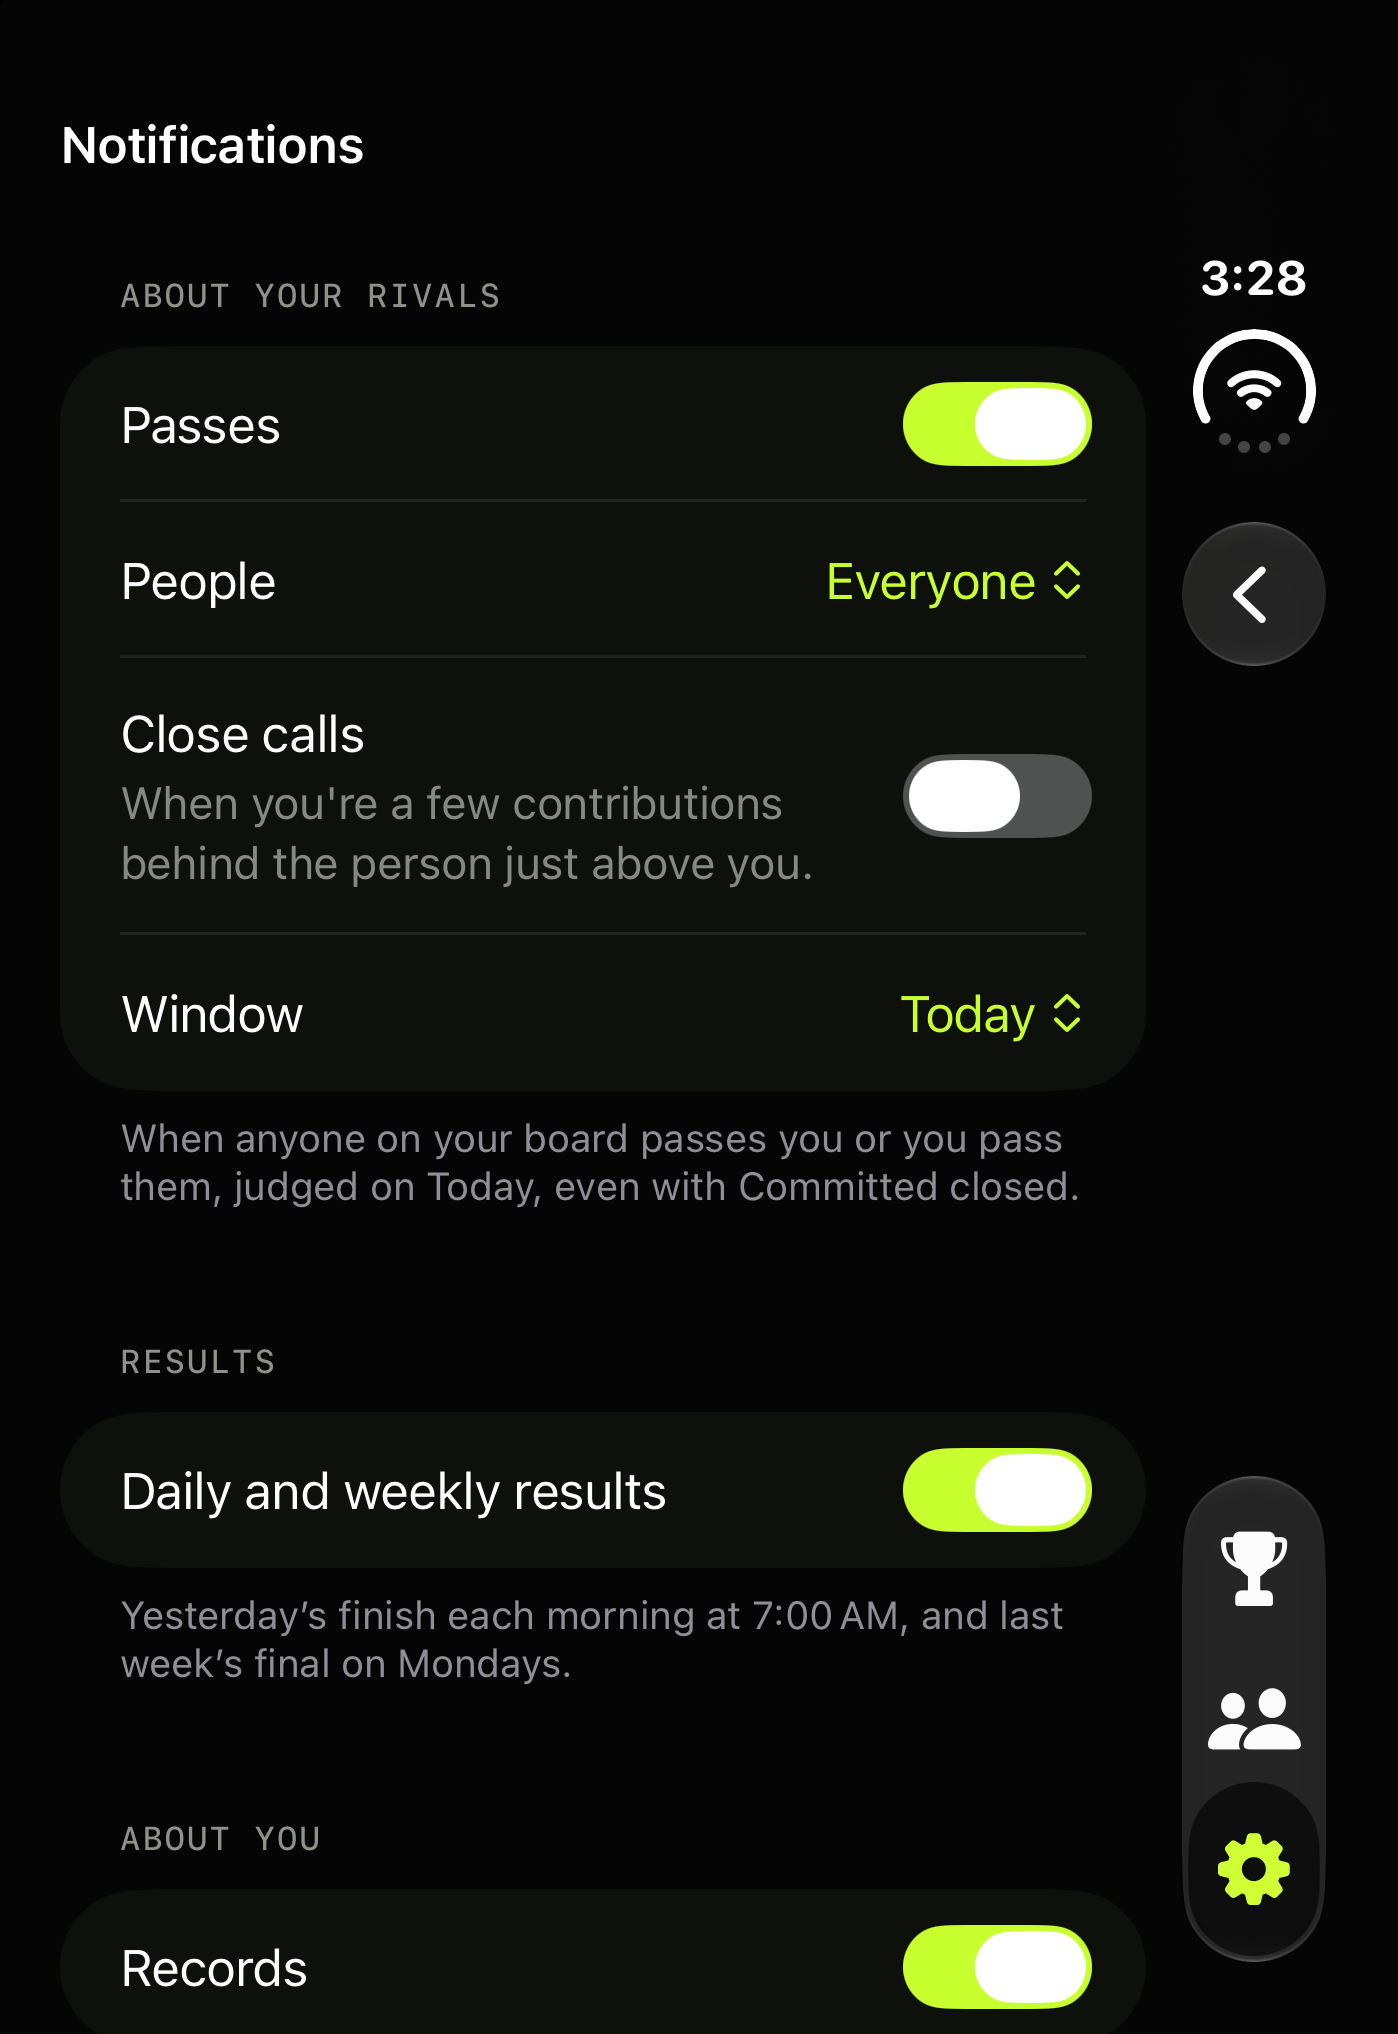 Notifications
3:28
ABOUT YOUR RIVALS
Passes
People
Everyone
Close calls
When you're a few contributions
behind the person just above you.
Window
Today
When anyone on your board passes you or you pass
them, judged on Today, even with Committed closed.
RESULTS
Daily and weekly results
Yesterday’s finish each morning at 7:00 AM, and last
week’s final on Mondays.
ABOUT YOU
Records